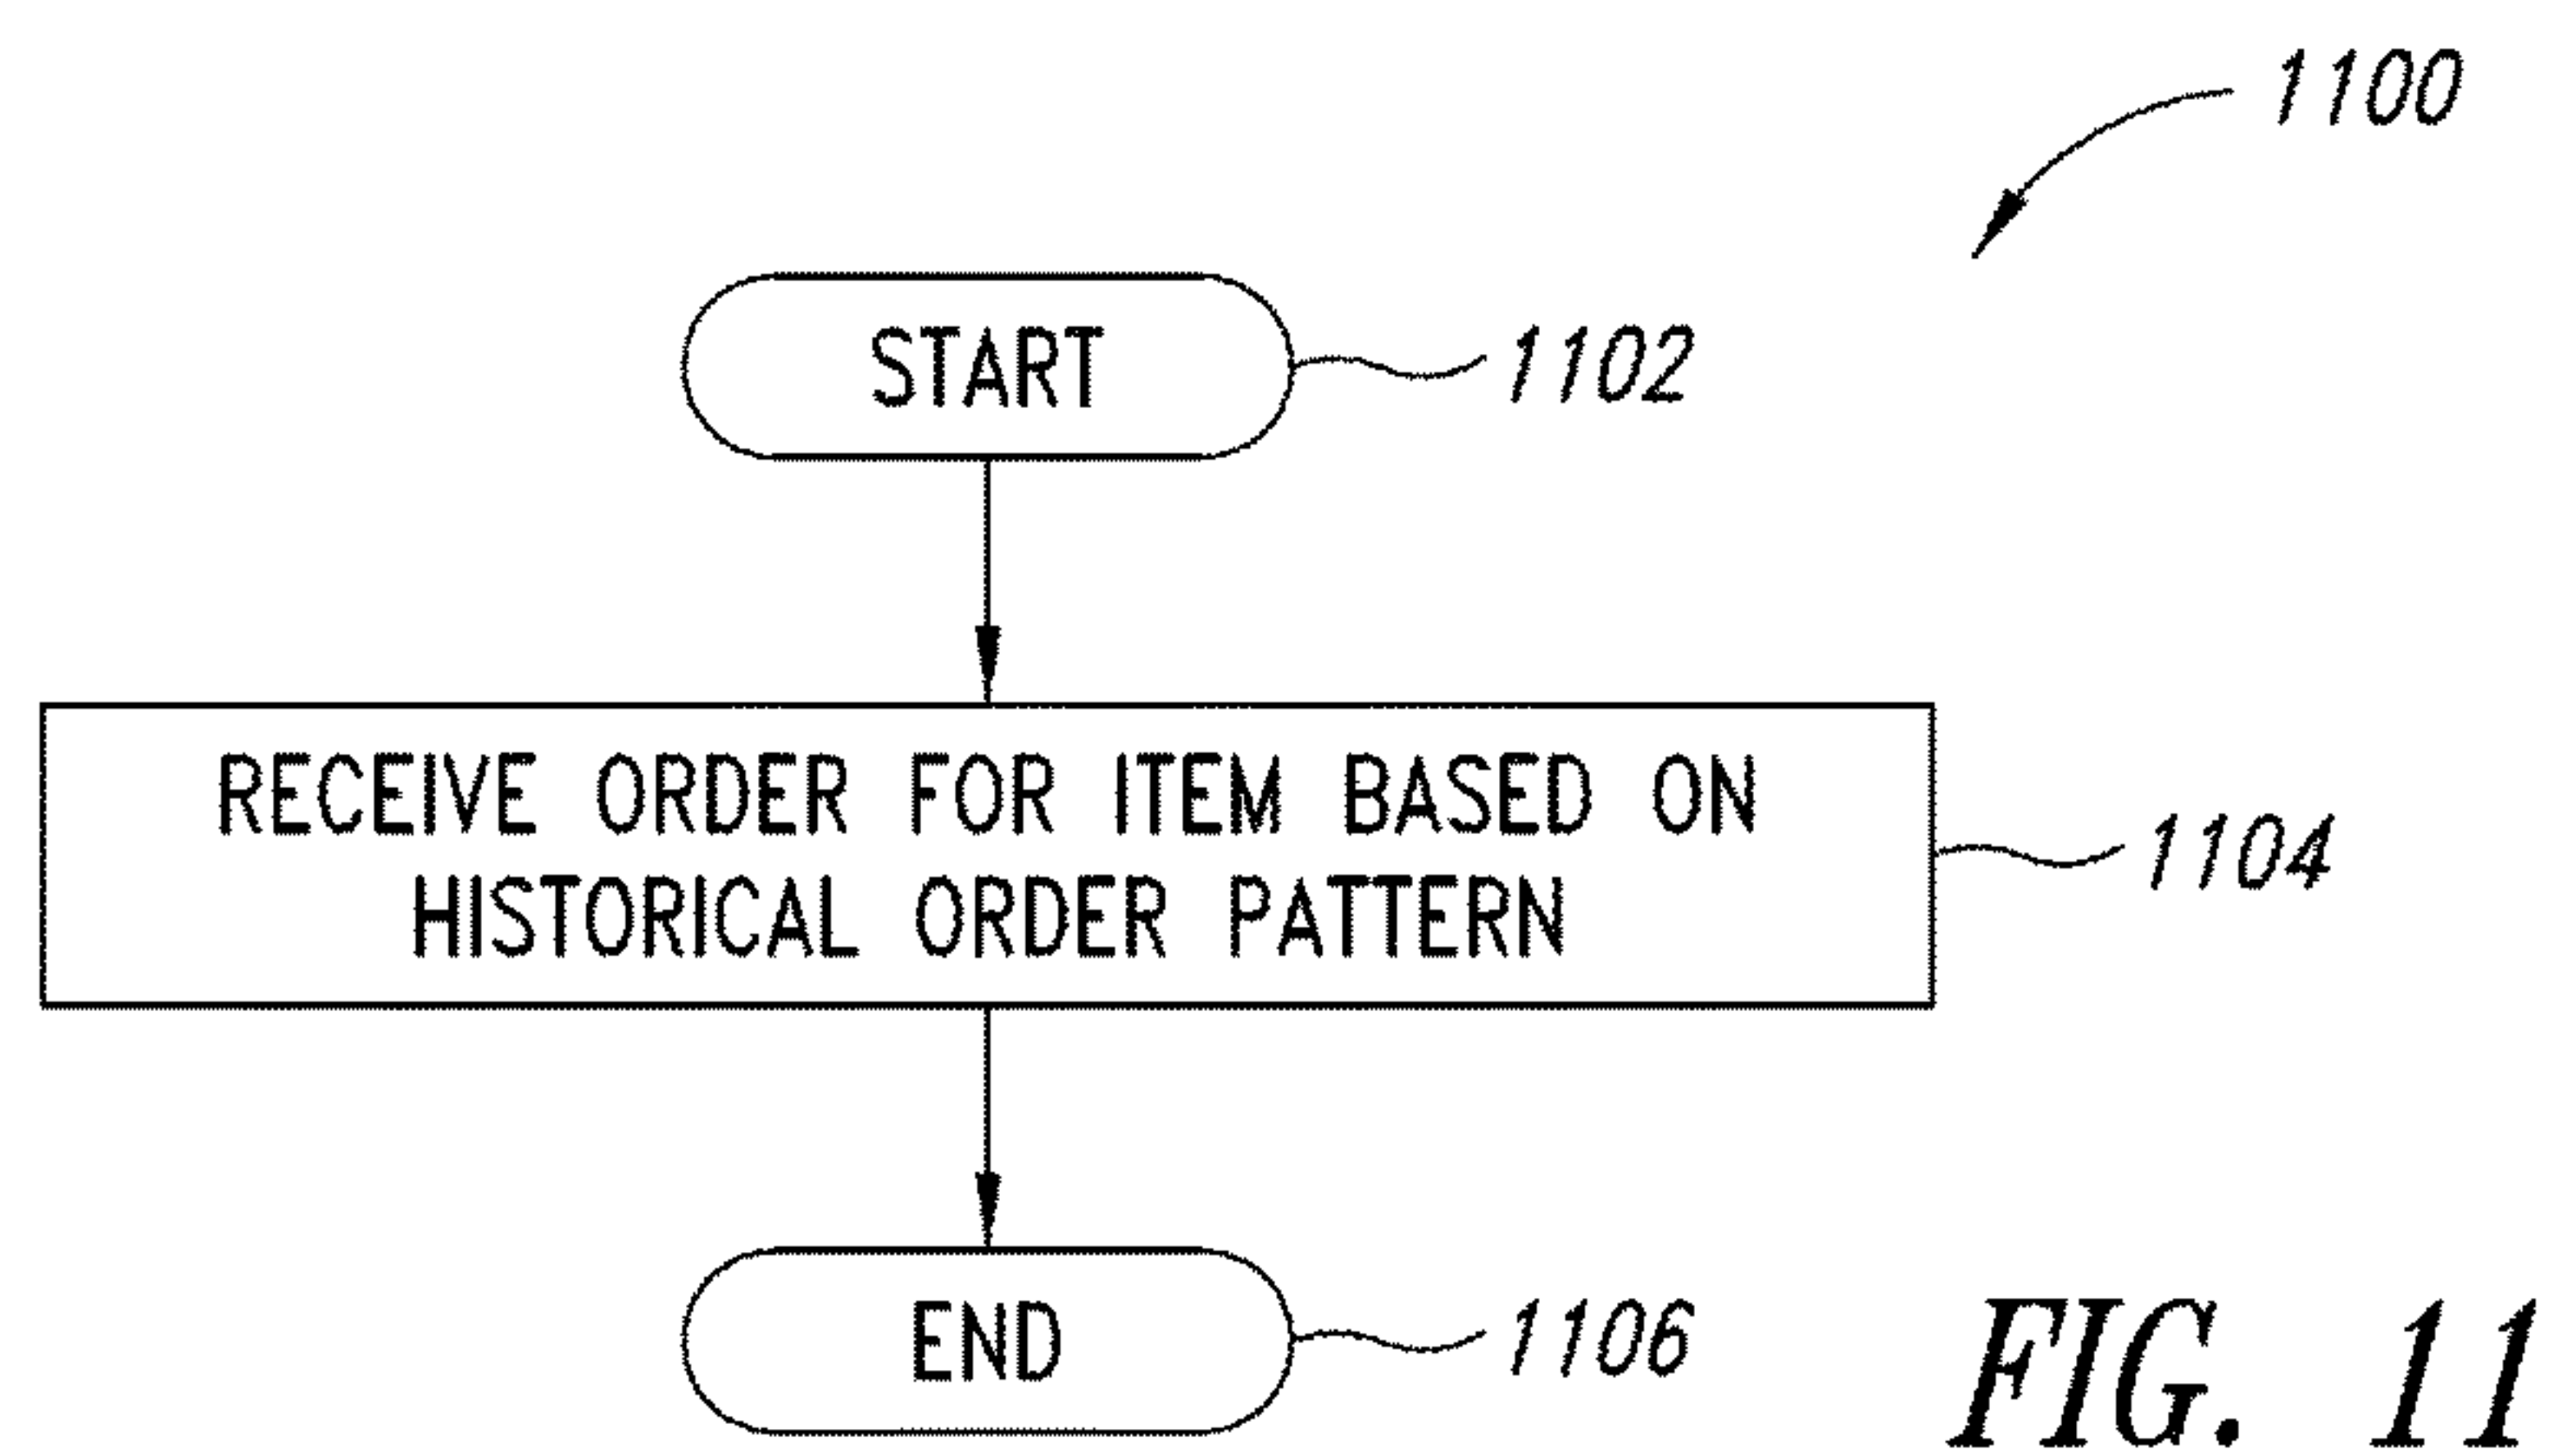 1100
START
1102
RECEIVE ORDER FOR ITEM BASED ON
HISTORICAL ORDER PATTERN
1104
END
1106
FIG. 11